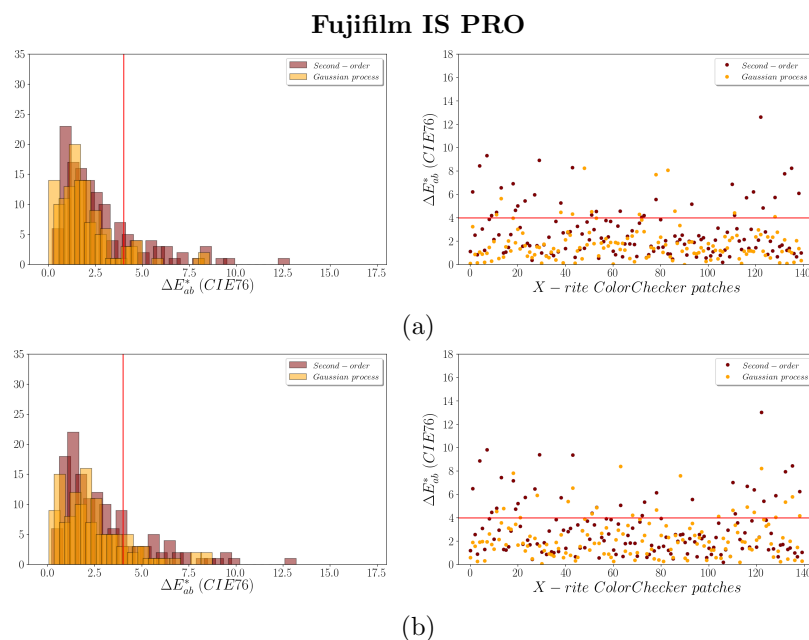 Fujifilm IS PRO
35
30
25
20
15
10
5
0
0.0 2.5 5.0 7.5 10.0 12.5 15.0 17.5
ΔE*ab (CIE76)
Second − order
Gaussian process
18
16
14
12
10
8
6
4
2
0
0 20 40 60 80 100 120 140
ΔE*ab (CIE76)
X − rite ColorChecker patches
Second − order
Gaussian process
(a)
35
30
25
20
15
10
5
0
0.0 2.5 5.0 7.5 10.0 12.5 15.0 17.5
ΔE*ab (CIE76)
Second − order
Gaussian process
18
16
14
12
10
8
6
4
2
0
0 20 40 60 80 100 120 140
ΔE*ab (CIE76)
X − rite ColorChecker patches
Second − order
Gaussian process
(b)